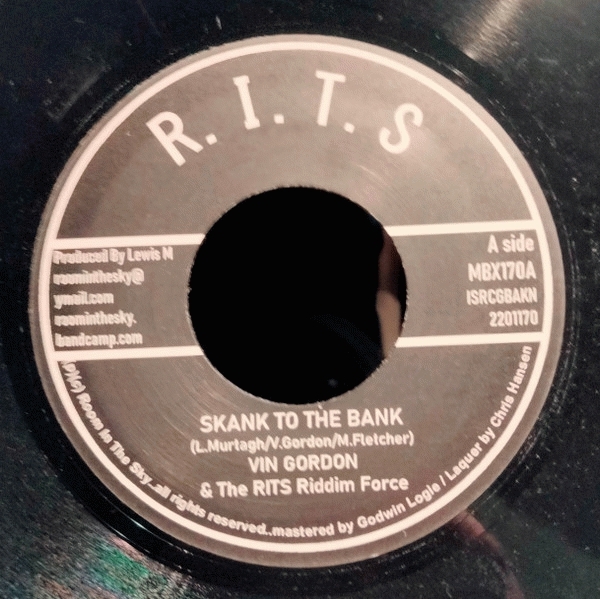 R.I.T.S
Produced By Lewis M
roominthesky@
ymail.com
roominthesky.
bandcamp.com
A side
MBX170A
ISRCGBAKN
2201170
SKANK TO THE BANK
(L.Murtagh/V.Gordon/M.Fletcher)
VIN GORDON
& The RITS Riddim Force
(P)(c) Room In The Sky..all rights reserved..mastered by Godwin Logie / Laquer by Chris Hansen